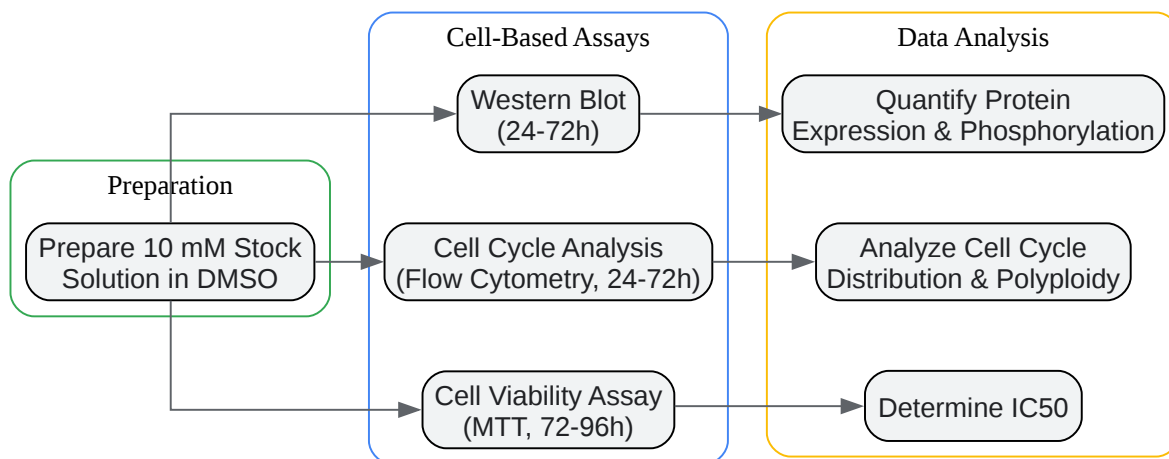 Preparation
Prepare 10 mM Stock
Solution in DMSO
Cell-Based Assays
Western Blot
(24-72h)
Cell Cycle Analysis
(Flow Cytometry, 24-72h)
Cell Viability Assay
(MTT, 72-96h)
Data Analysis
Quantify Protein
Expression & Phosphorylation
Analyze Cell Cycle
Distribution & Polyploidy
Determine IC50